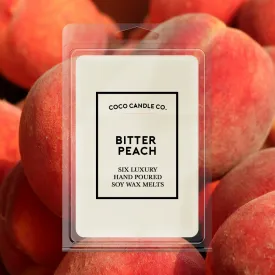 COCO CANDLE CO.
BITTER
PEACH
SIX LUXURY
HAND POURED
SOY WAX MELTS